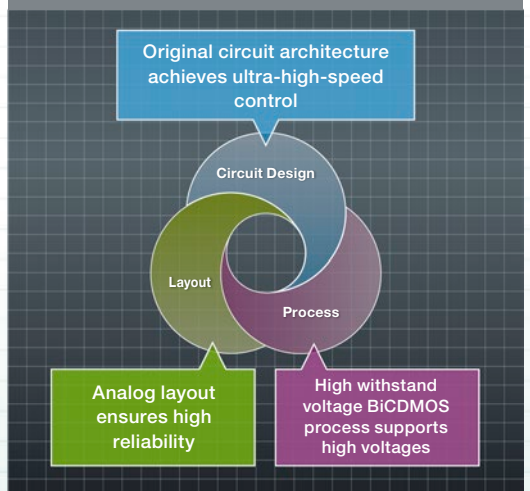 Original circuit architecture
achieves ultra-high-speed
control
Circuit Design
Layout
Process
Analog layout
ensures high
reliability
High withstand
voltage BiCDMOS
process supports
high voltages